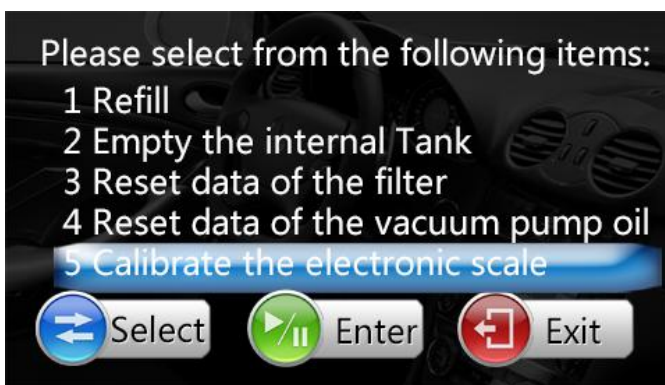 Please select from the following items:
1 Refill
2 Empty the internal Tank
3 Reset data of the filter
4 Reset data of the vacuum pump oil
5 Calibrate the electronic scale
Select Enter Exit